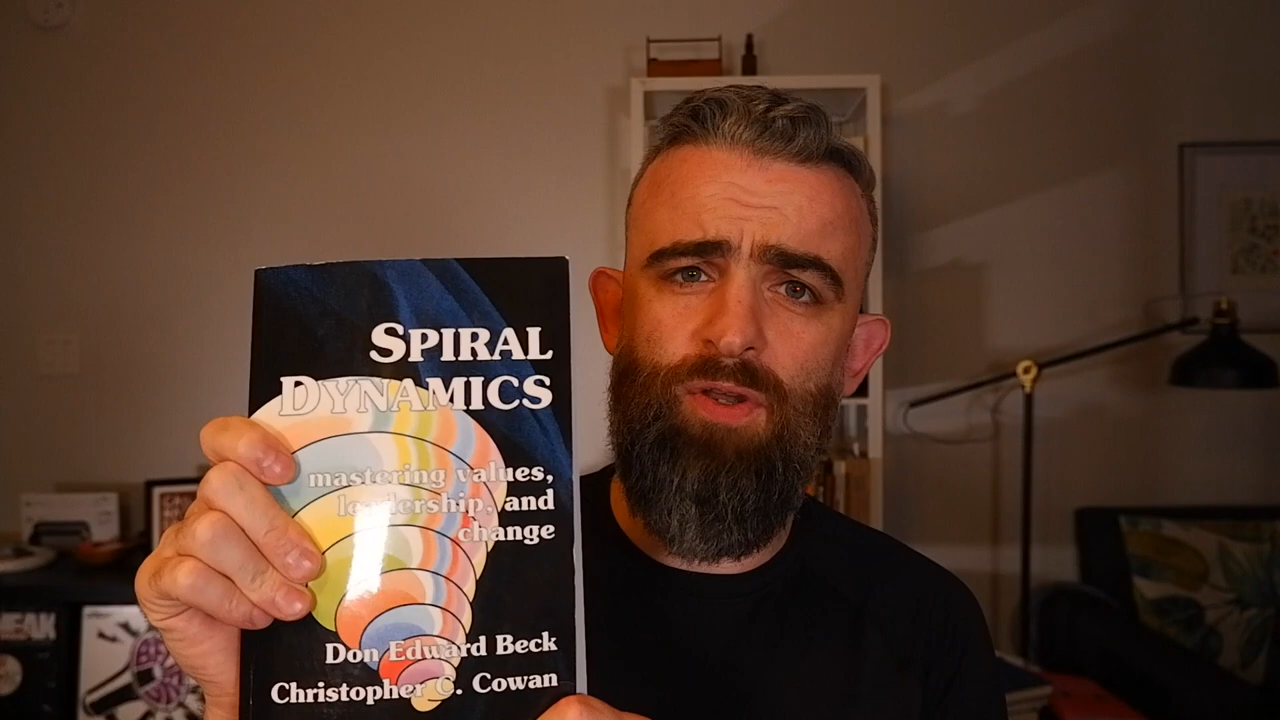 SPIRAL
DYNAMICS
mastering values,
leadership, and
change
Don Edward Beck
Christopher C. Cowan